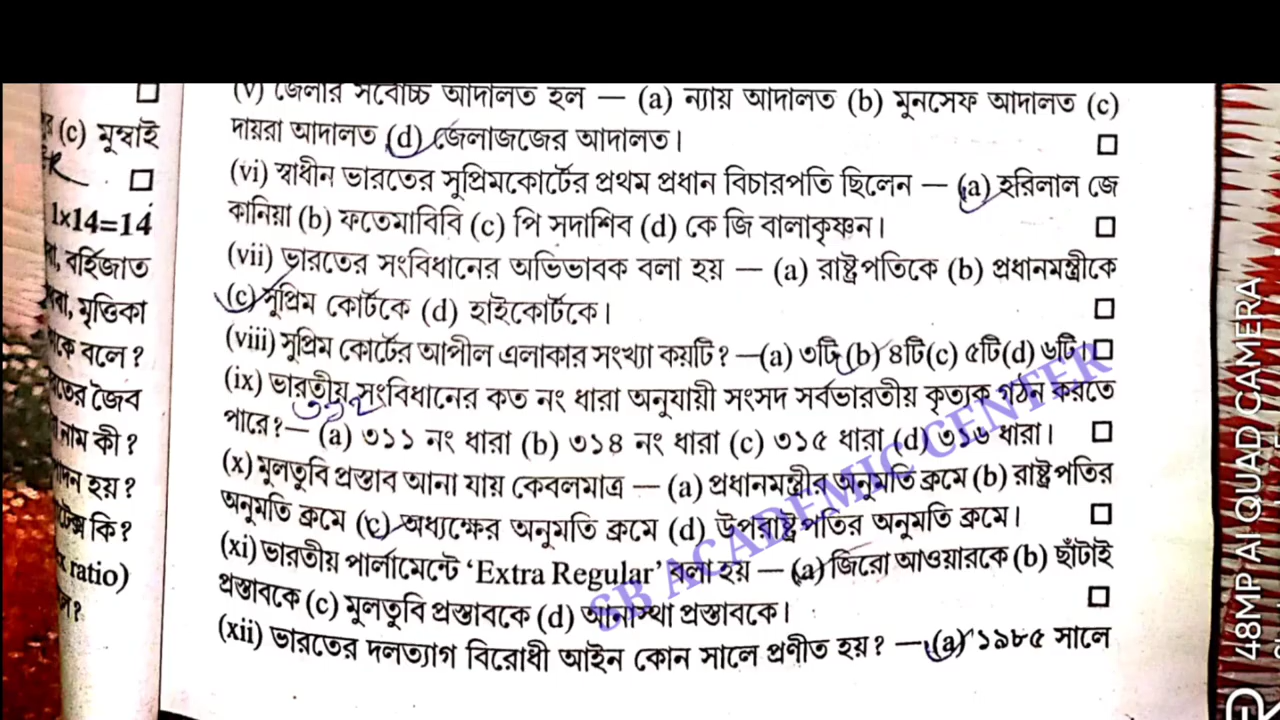 (v) জেলার সর্বোচ্চ আদালত হল — (a) ন্যায় আদালত (b) মুনসেফ আদালত (c)
দায়রা আদালত (d) জেলাজজের আদালত।
(vi) স্বাধীন ভারতের সুপ্রিমকোর্টের প্রথম প্রধান বিচারপতি ছিলেন — (a) হরিলাল জে
কানিয়া (b) ফতেমাবিবি (c) পি সদাশিব (d) কে জি বালাকৃষ্ণন।
(vii) ভারতের সংবিধানের অভিভাবক বলা হয় — (a) রাষ্ট্রপতিকে (b) প্রধানমন্ত্রীকে
(c) সুপ্রিম কোর্টকে (d) হাইকোর্টকে।
(viii) সুপ্রিম কোর্টের আপীল এলাকার সংখ্যা কয়টি? —(a) ৩টি (b) ৪টি(c) ৫টি(d) ৬টি।
(ix) ভারতীয় সংবিধানের কত নং ধারা অনুযায়ী সংসদ সর্বভারতীয় কৃত্যক গঠন করতে
৩১২
পারে?— (a) ৩১১ নং ধারা (b) ৩১৪ নং ধারা (c) ৩১৫ ধারা (d) ৩১৬ ধারা।
(x) মুলতুবি প্রস্তাব আনা যায় কেবলমাত্র — (a) প্রধানমন্ত্রীর অনুমতি ক্রমে (b) রাষ্ট্রপতির
অনুমতি ক্রমে (c) অধ্যক্ষের অনুমতি ক্রমে (d) উপরাষ্ট্রপতির অনুমতি ক্রমে।
(xi) ভারতীয় পার্লামেন্টে ‘Extra Regular’ বলা হয় — (a) জিরো আওয়ারকে (b) ছাঁটাই
প্রস্তাবকে (c) মুলতুবি প্রস্তাবকে (d) আনাস্থা প্রস্তাবকে।
(xii) ভারতের দলত্যাগ বিরোধী আইন কোন সালে প্রণীত হয়? — (a) ১৯৮৫ সালে
(c) মুম্বাই
1x14=14
বর্হিজাত
মৃত্তিকা
বলে?
জৈব
নাম কী?
হয়?
কি?
ratio)
SB ACADEMIC CENTER
48MP AI QUAD CAMERA